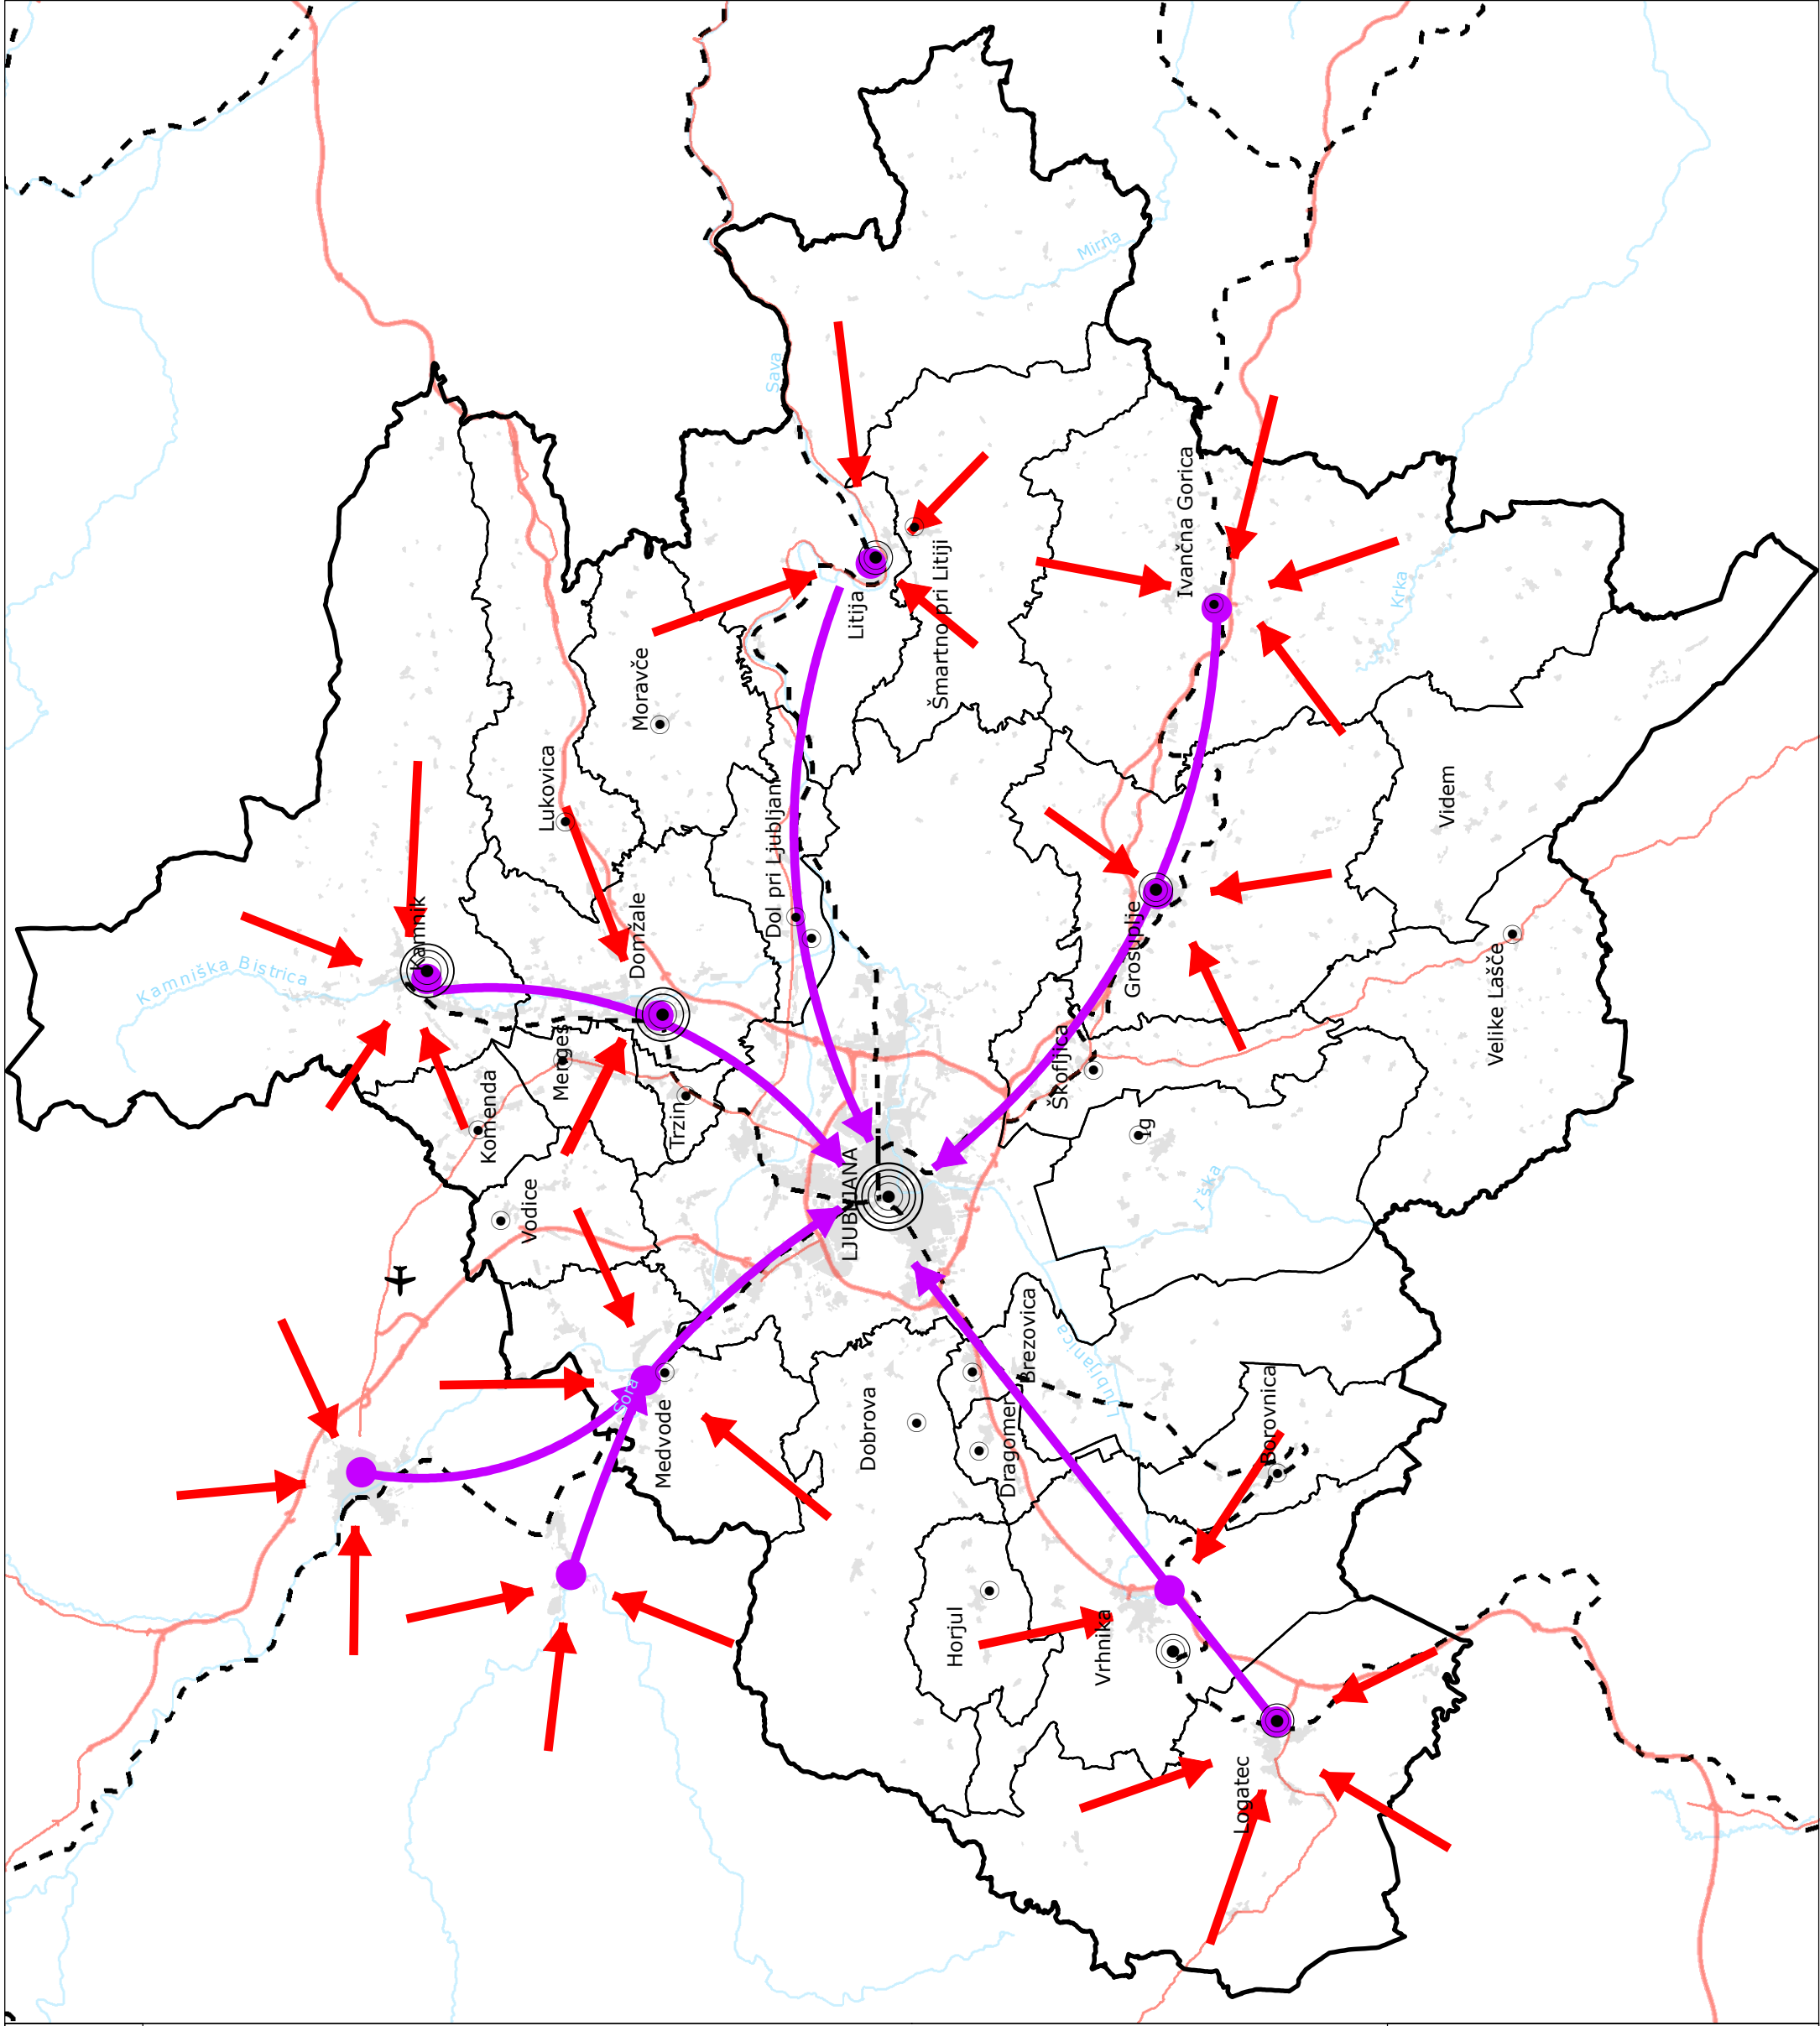 Kamniška Bistrica
Kamnik
Komenda
Mengeš
Vodice
Lukovica
Moravče
Domžale
Trzin
Sora
Medvode
Sava
Dol pri Ljubljani
Litija
Šmartno pri Litiji
LJUBLJANA
Dobrova
Horjul
Dragomer
Brezovica
Mirna
Ivančna Gorica
Grosuplje
Škofljica
Ig
Iška
Ljubljanica
Vrhnika
Borovnica
Logatec
Krka
Videm
Velike Lašče